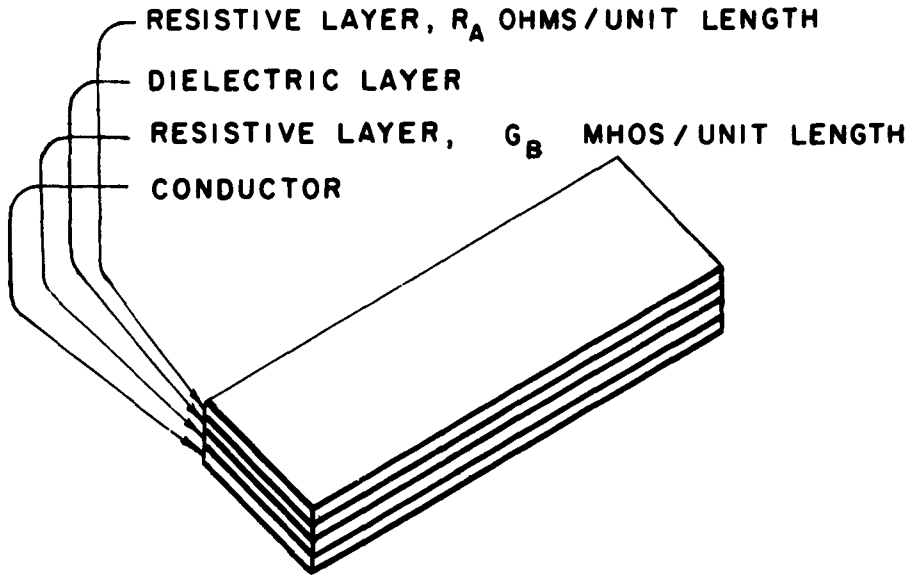 RESISTIVE LAYER, RA OHMS/UNIT LENGTH
DIELECTRIC LAYER
RESISTIVE LAYER, GB MHOS/UNIT LENGTH
CONDUCTOR